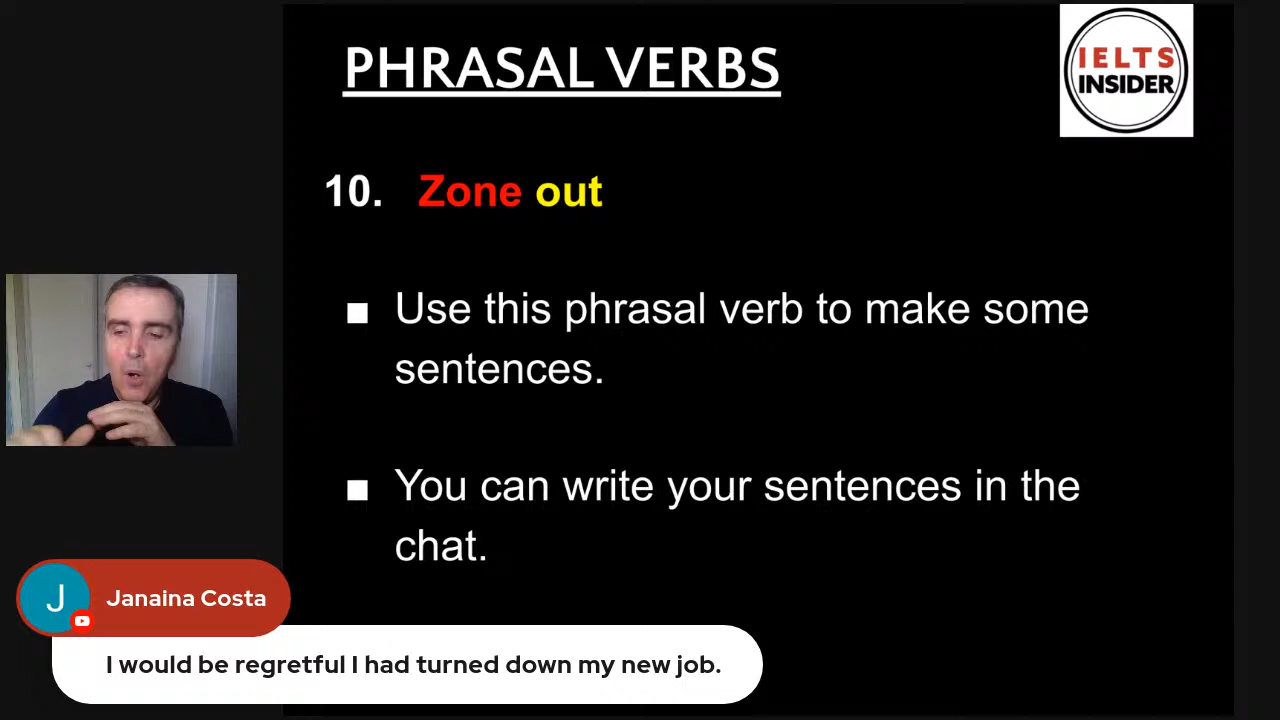 PHRASAL VERBS
IELTS
INSIDER
10. Zone out
■ Use this phrasal verb to make some
sentences.
■ You can write your sentences in the
chat.
J
Janaina Costa
I would be regretful I had turned down my new job.